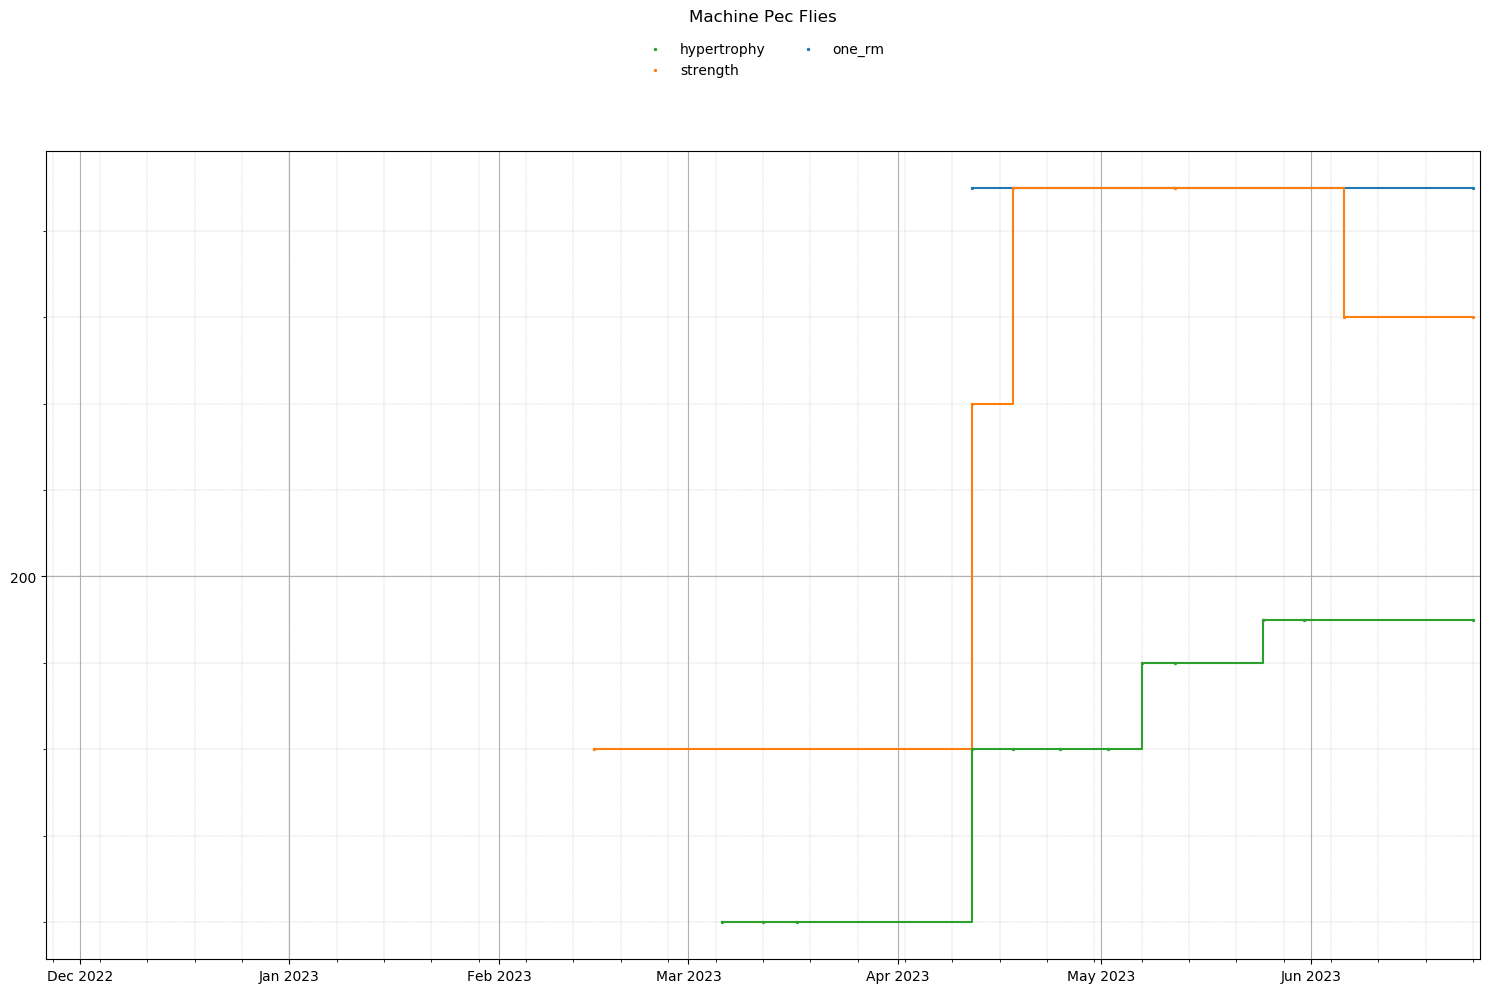 Machine Pec Flies
hypertrophy
one_rm
strength
200
Dec 2022
Jan 2023
Feb 2023
Mar 2023
Apr 2023
May 2023
Jun 2023